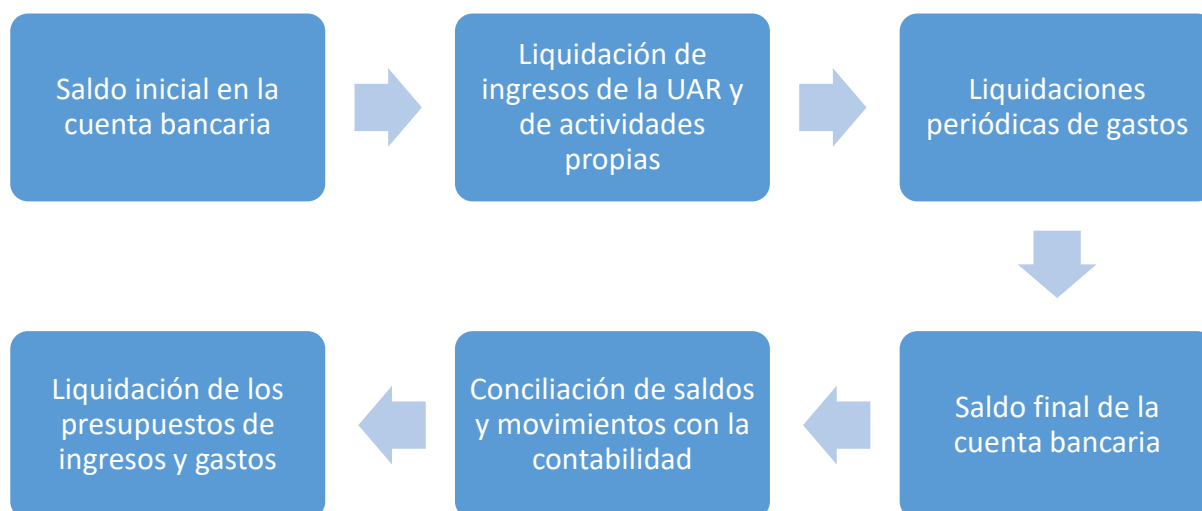 Saldo inicial en la
cuenta bancaria
Liquidación de
ingresos de la UAR y
de actividades
propias
Liquidaciones
periódicas de gastos
Saldo final de la
cuenta bancaria
Conciliación de saldos
y movimientos con la
contabilidad
Liquidación de los
presupuestos de
ingresos y gastos